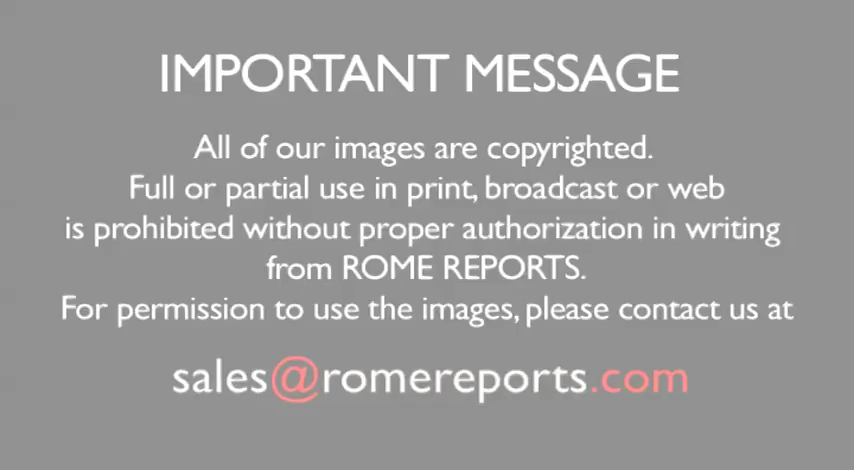 IMPORTANT MESSAGE
All of our images are copyrighted.
Full or partial use in print, broadcast or web
is prohibited without proper authorization in writing
from ROME REPORTS.
For permission to use the images, please contact us at
sales@romereports.com